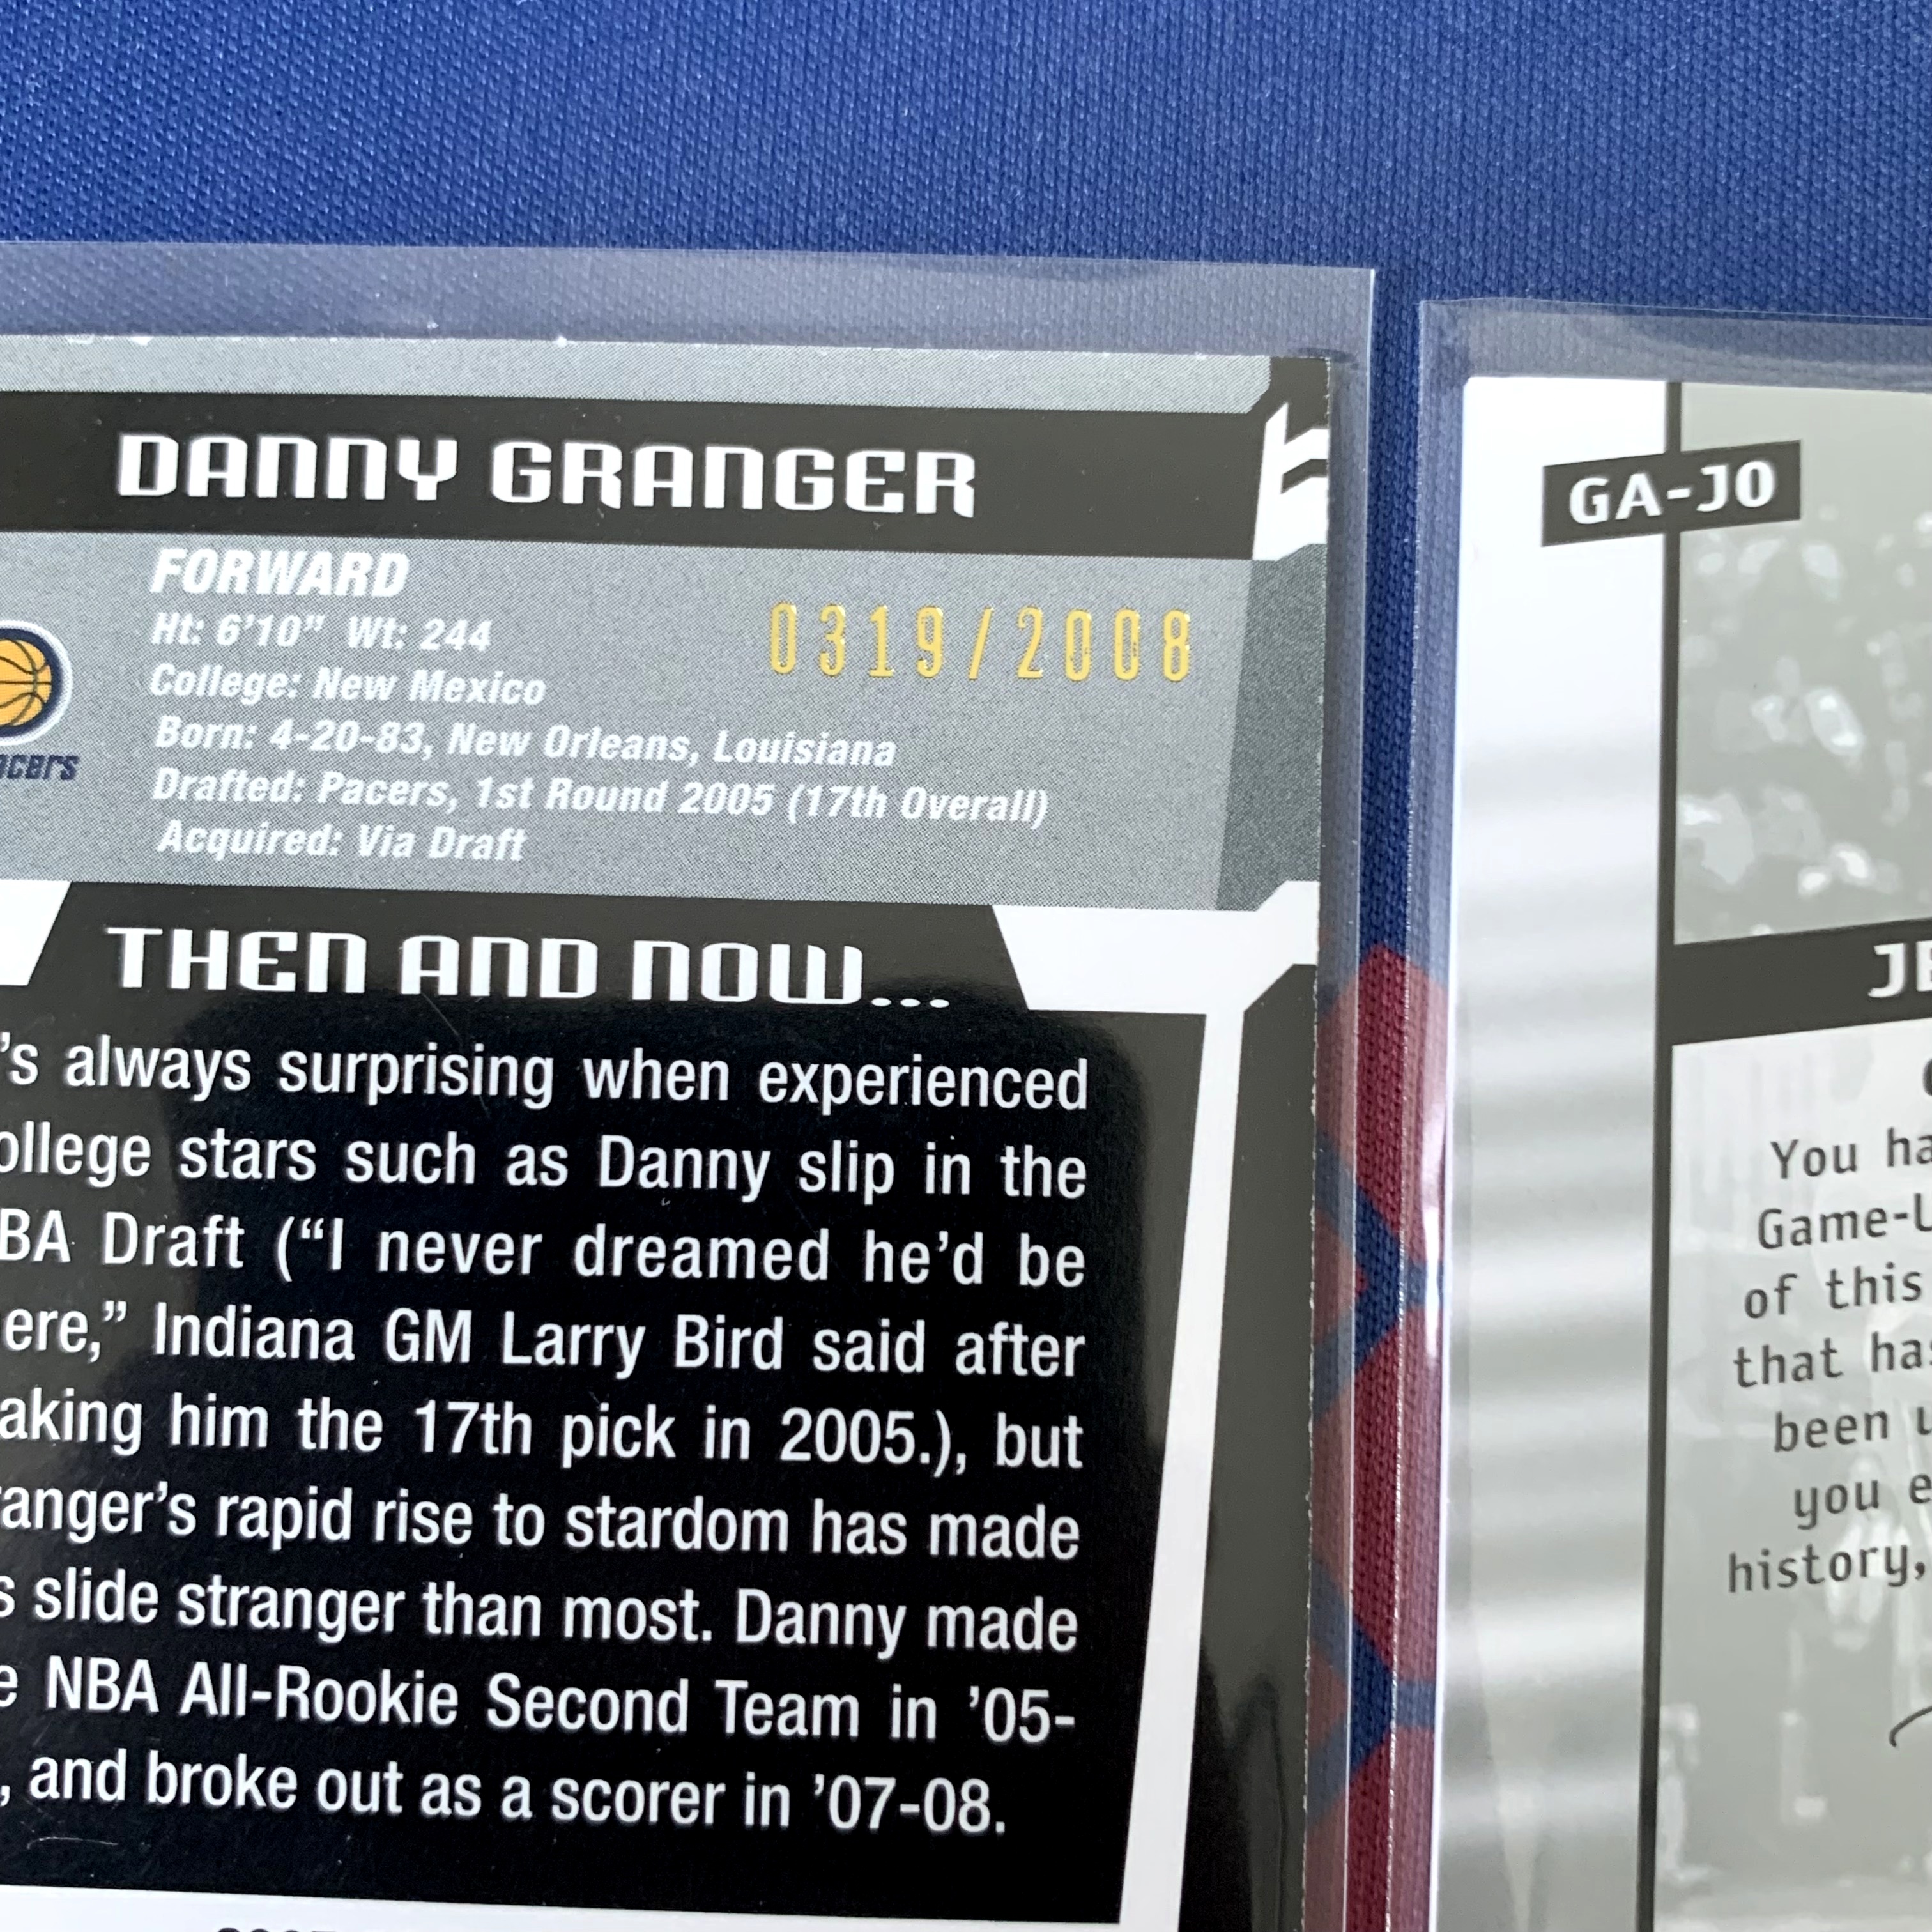 DANNY GRANGER
FORWARD
Ht: 6'10" Wt: 244
0319/2008
College: New Mexico
Born: 4-20-83, New Orleans, Louisiana
Drafted: Pacers, 1st Round 2005 (17th Overall)
Acquired: Via Draft
THEN AND NOW...
's always surprising when experienced
ollege stars such as Danny slip in the
BA Draft (“I never dreamed he'd be
ere,” Indiana GM Larry Bird said after
aking him the 17th pick in 2005.), but
anger's rapid rise to stardom has made
s slide stranger than most. Danny made
e NBA All-Rookie Second Team in '05-
, and broke out as a scorer in '07-08.
GA-JO
JE
You ha
Game-U
of this
that has
been u
you e
history,